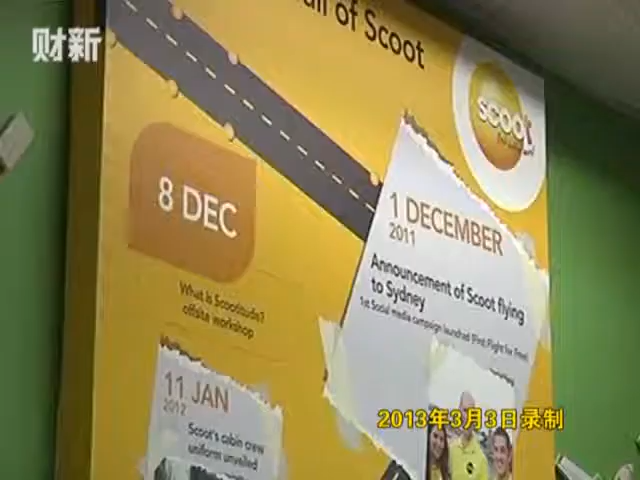 财新
of Scoot
scoot
1 DECEMBER
2011
Announcement of Scoot flying
to Sydney
1st Social media campaign launched (First Flight for Free)
8 DEC
What is Scootitude?
offsite workshop
11 JAN
2012
Scoot's cabin crew
uniform unveiled
2013年3月3日录制